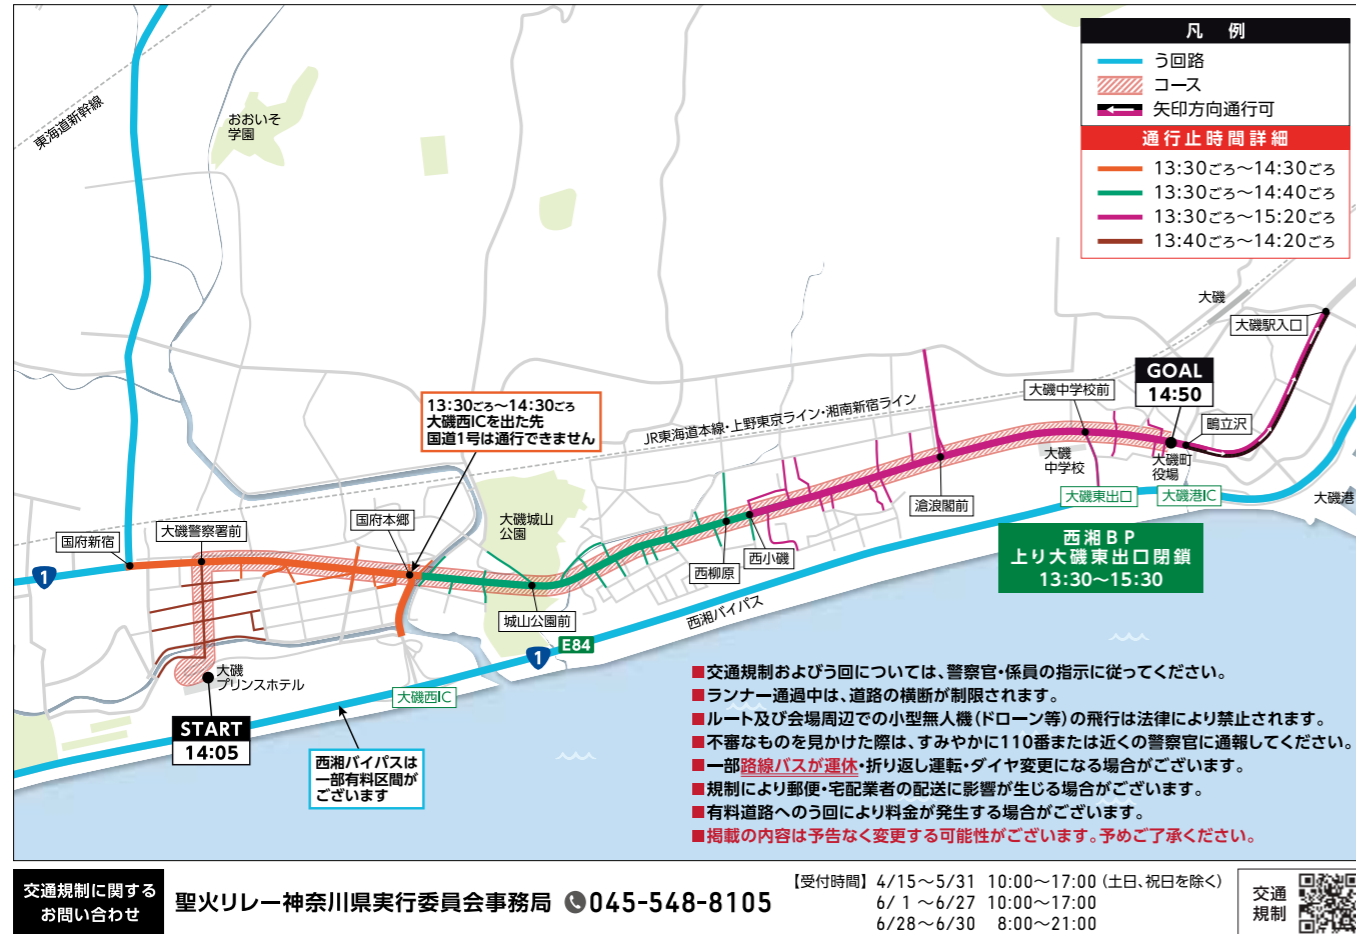 凡 例
う回路
コース
矢印方向通行可
通行止時間詳細
13:30ごろ〜14:30ごろ
13:30ごろ〜14:40ごろ
13:30ごろ〜15:20ごろ
13:40ごろ〜14:20ごろ
東海道新幹線
おおいそ
学園
大磯
大磯駅入口
GOAL
14:50
大磯中学校前
鴫立沢
13:30ごろ〜14:30ごろ
大磯西ICを出た先
国道1号は通行できません
JR東海道本線・上野東京ライン・湘南新宿ライン
大磯
中学校
大磯町
役場
大磯東出口
大磯港IC
大磯港
滄浪閣前
大磯城山
公園
国府本郷
大磯警察署前
国府新宿
1
西小磯
西柳原
西湘BP
上り大磯東出口閉鎖
13:30〜15:30
城山公園前
西湘バイパス
E84
1
大磯
プリンスホテル
大磯西IC
START
14:05
西湘バイパスは
一部有料区間が
ございます
■交通規制およびう回については、警察官・係員の指示に従ってください。
■ランナー通過中は、道路の横断が制限されます。
■ルート及び会場周辺での小型無人機(ドローン等)の飛行は法律により禁止されます。
■不審なものを見かけた際は、すみやかに110番または近くの警察官に通報してください。
■一部路線バスが運休・折り返し運転・ダイヤ変更になる場合がございます。
■規制により郵便・宅配業者の配送に影響が生じる場合がございます。
■有料道路へのう回により料金が発生する場合がございます。
■掲載の内容は予告なく変更する可能性がございます。予めご了承ください。
交通規制に関する
お問い合わせ
聖火リレー神奈川県実行委員会事務局 045-548-8105
【受付時間】 4/15〜5/31 10:00〜17:00 (土日、祝日を除く)
6/ 1 〜6/27 10:00〜17:00
6/28〜6/30 8:00〜21:00
交通
規制